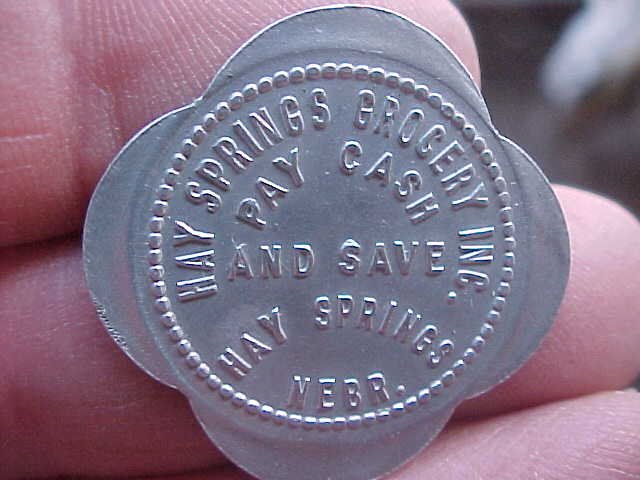 HAY SPRINGS GROCERY INC.
PAY CASH
AND SAVE
HAY SPRINGS
NEBR.